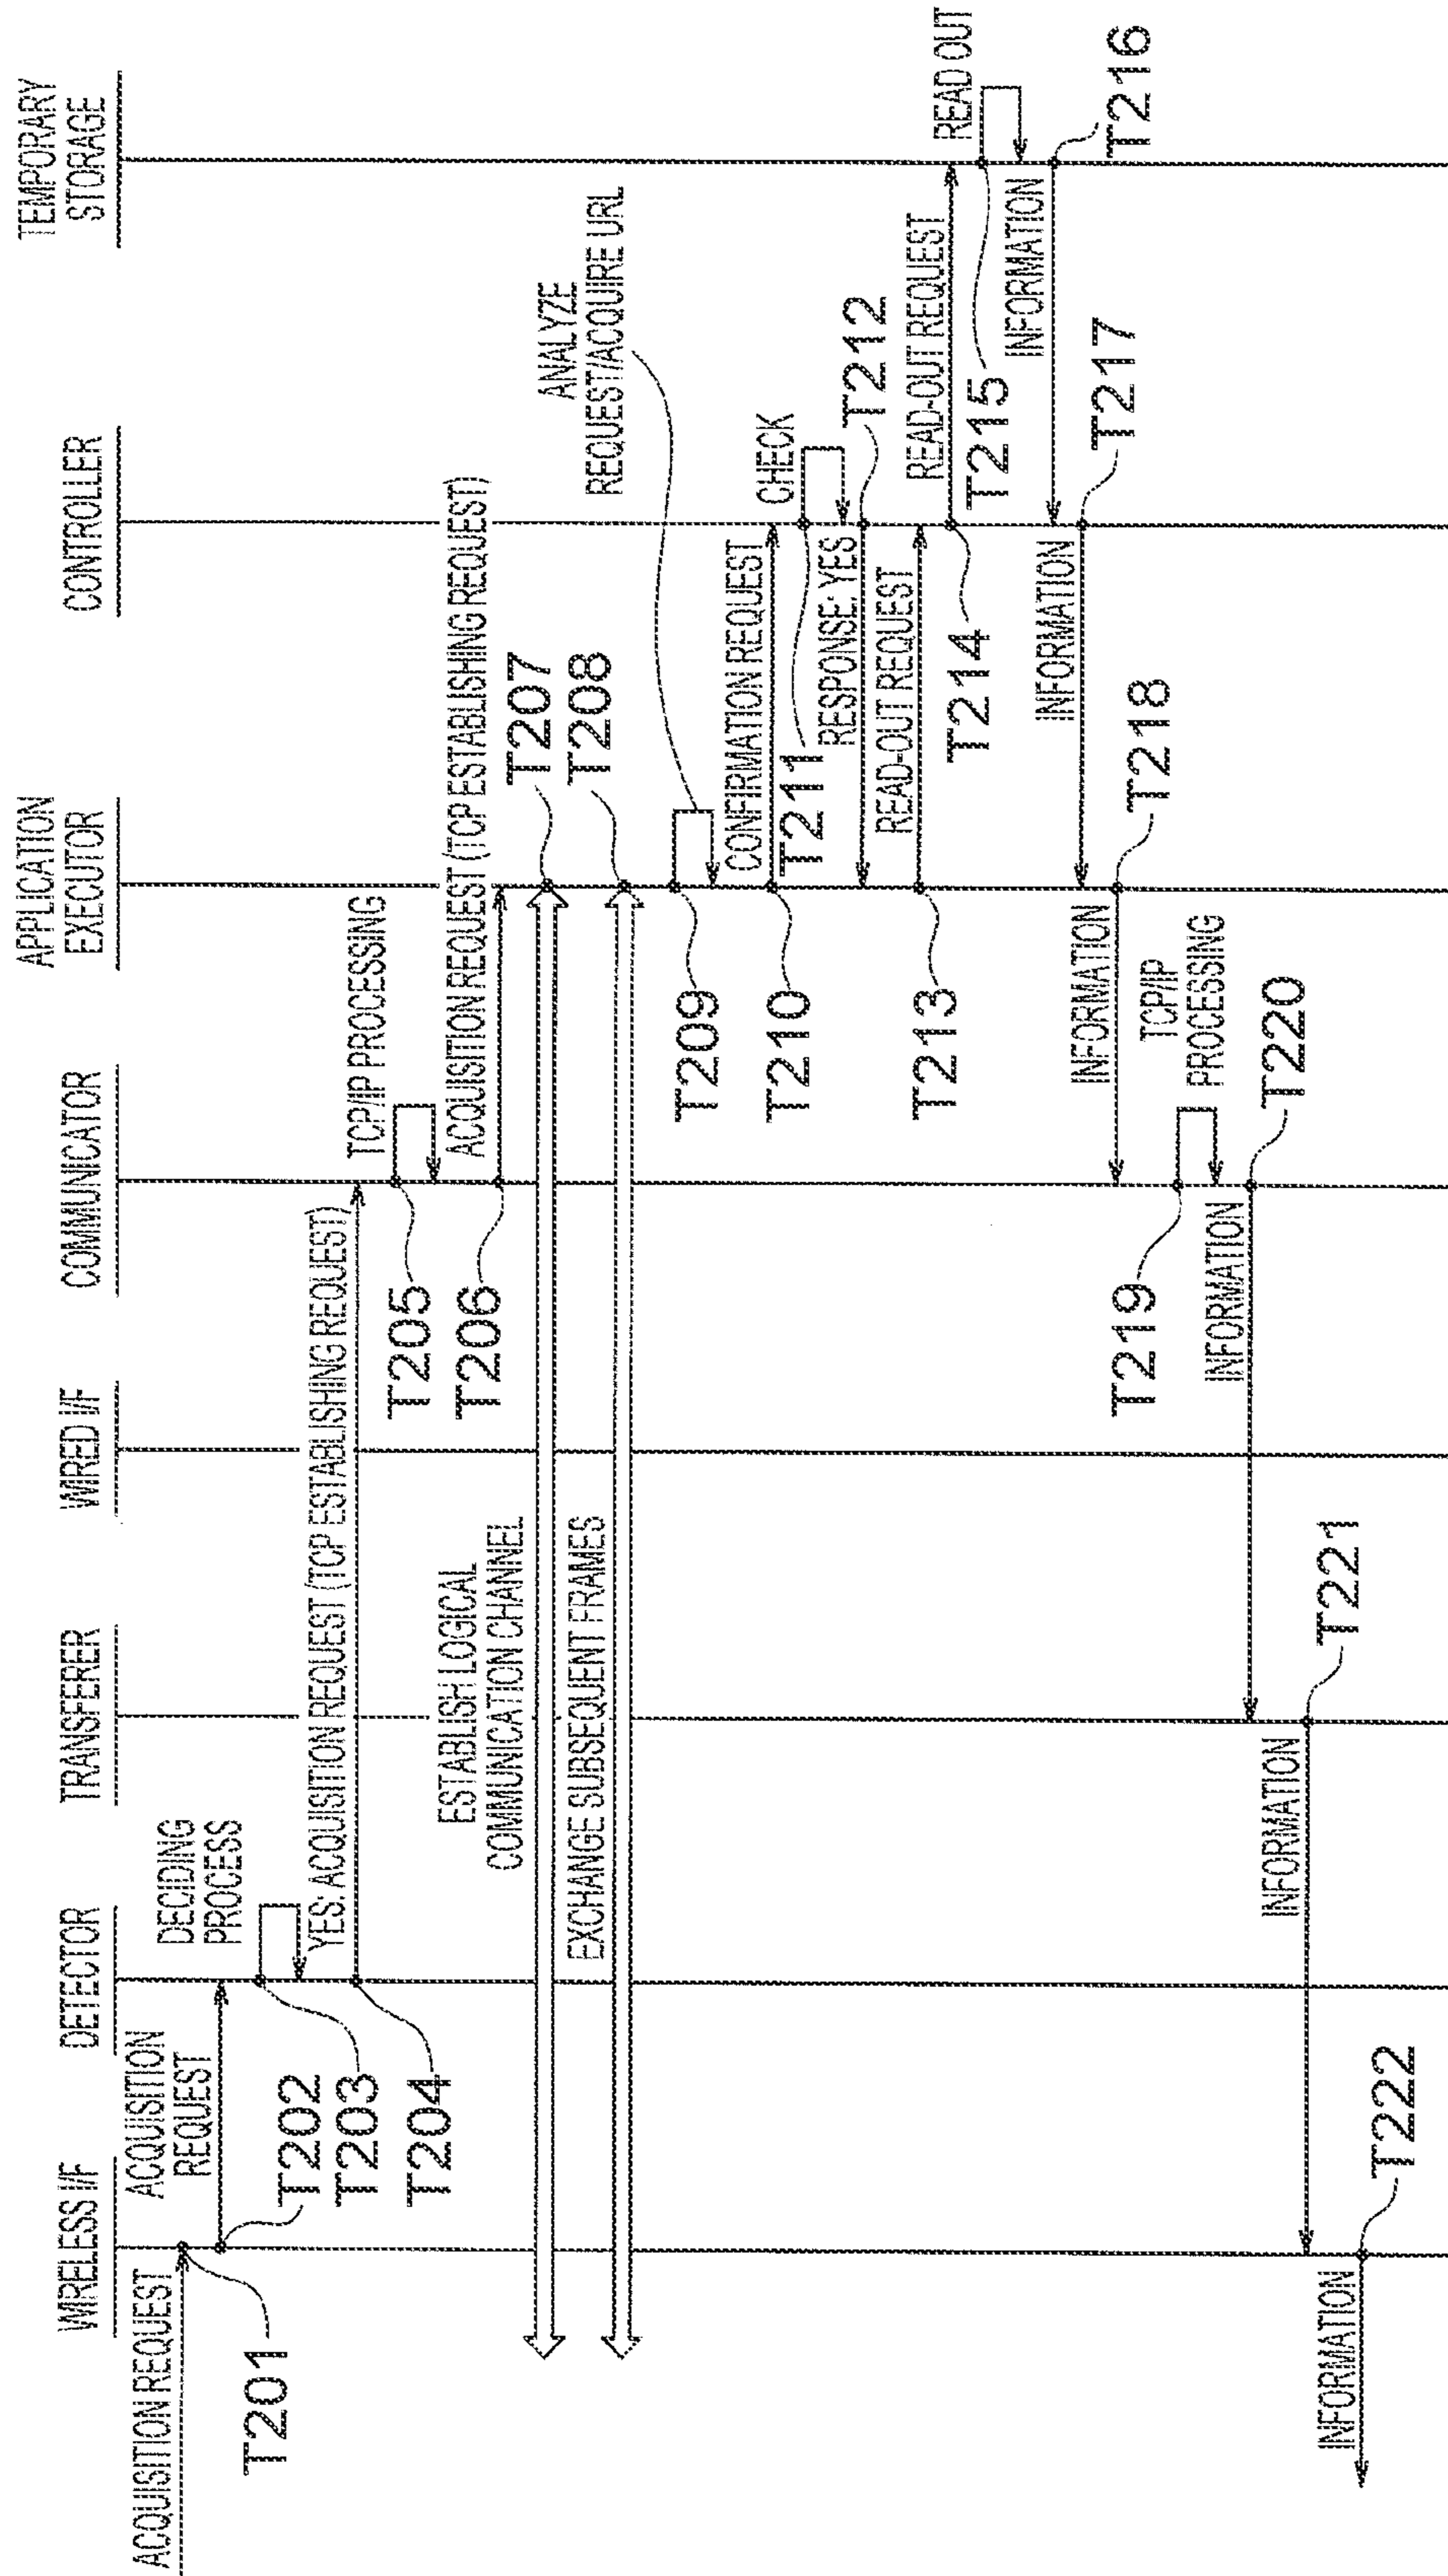 WIRELESS I/F
DETECTOR
TRANSFERER
WIRED I/F
COMMUNICATOR
APPLICATION
EXECUTOR
CONTROLLER
TEMPORARY
STORAGE
ACQUISITION REQUEST
T201
ACQUISITION
REQUEST
T202
DECIDING
PROCESS
T203
YES: ACQUISITION REQUEST (TCP ESTABLISHING REQUEST)
T204
TCP/IP PROCESSING
T205
ACQUISITION REQUEST (TCP ESTABLISHING REQUEST)
T206
ESTABLISH LOGICAL
COMMUNICATION CHANNEL
T207
EXCHANGE SUBSEQUENT FRAMES
T208
ANALYZE
REQUEST/ACQUIRE URL
T209
CONFIRMATION REQUEST
T210
CHECK
T211
RESPONSE: YES
T212
READ-OUT REQUEST
T213
READ-OUT REQUEST
T214
READ OUT
T215
INFORMATION
T216
INFORMATION
T217
INFORMATION
T218
TCP/IP
PROCESSING
T219
INFORMATION
T220
INFORMATION
T221
INFORMATION
T222